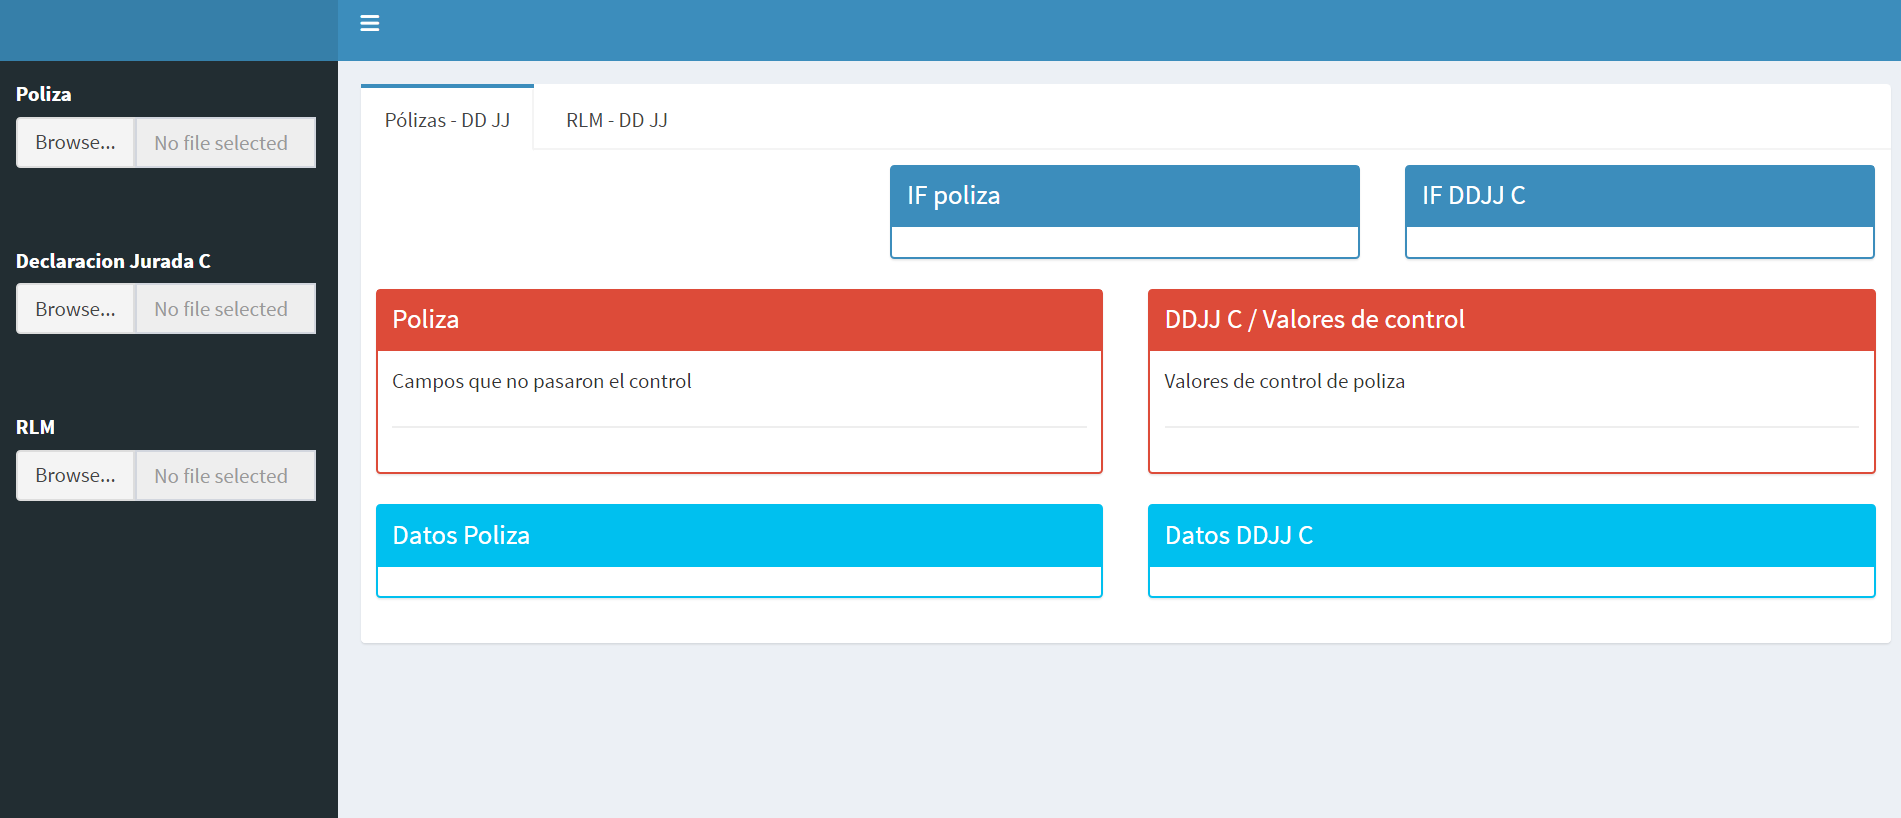 Poliza
Browse...
No file selected
Declaracion Jurada C
Browse...
No file selected
RLM
Browse...
No file selected
Pólizas - DD JJ
RLM - DD JJ
IF poliza
IF DDJJ C
Poliza
Campos que no pasaron el control
DDJJ C / Valores de control
Valores de control de poliza
Datos Poliza
Datos DDJJ C